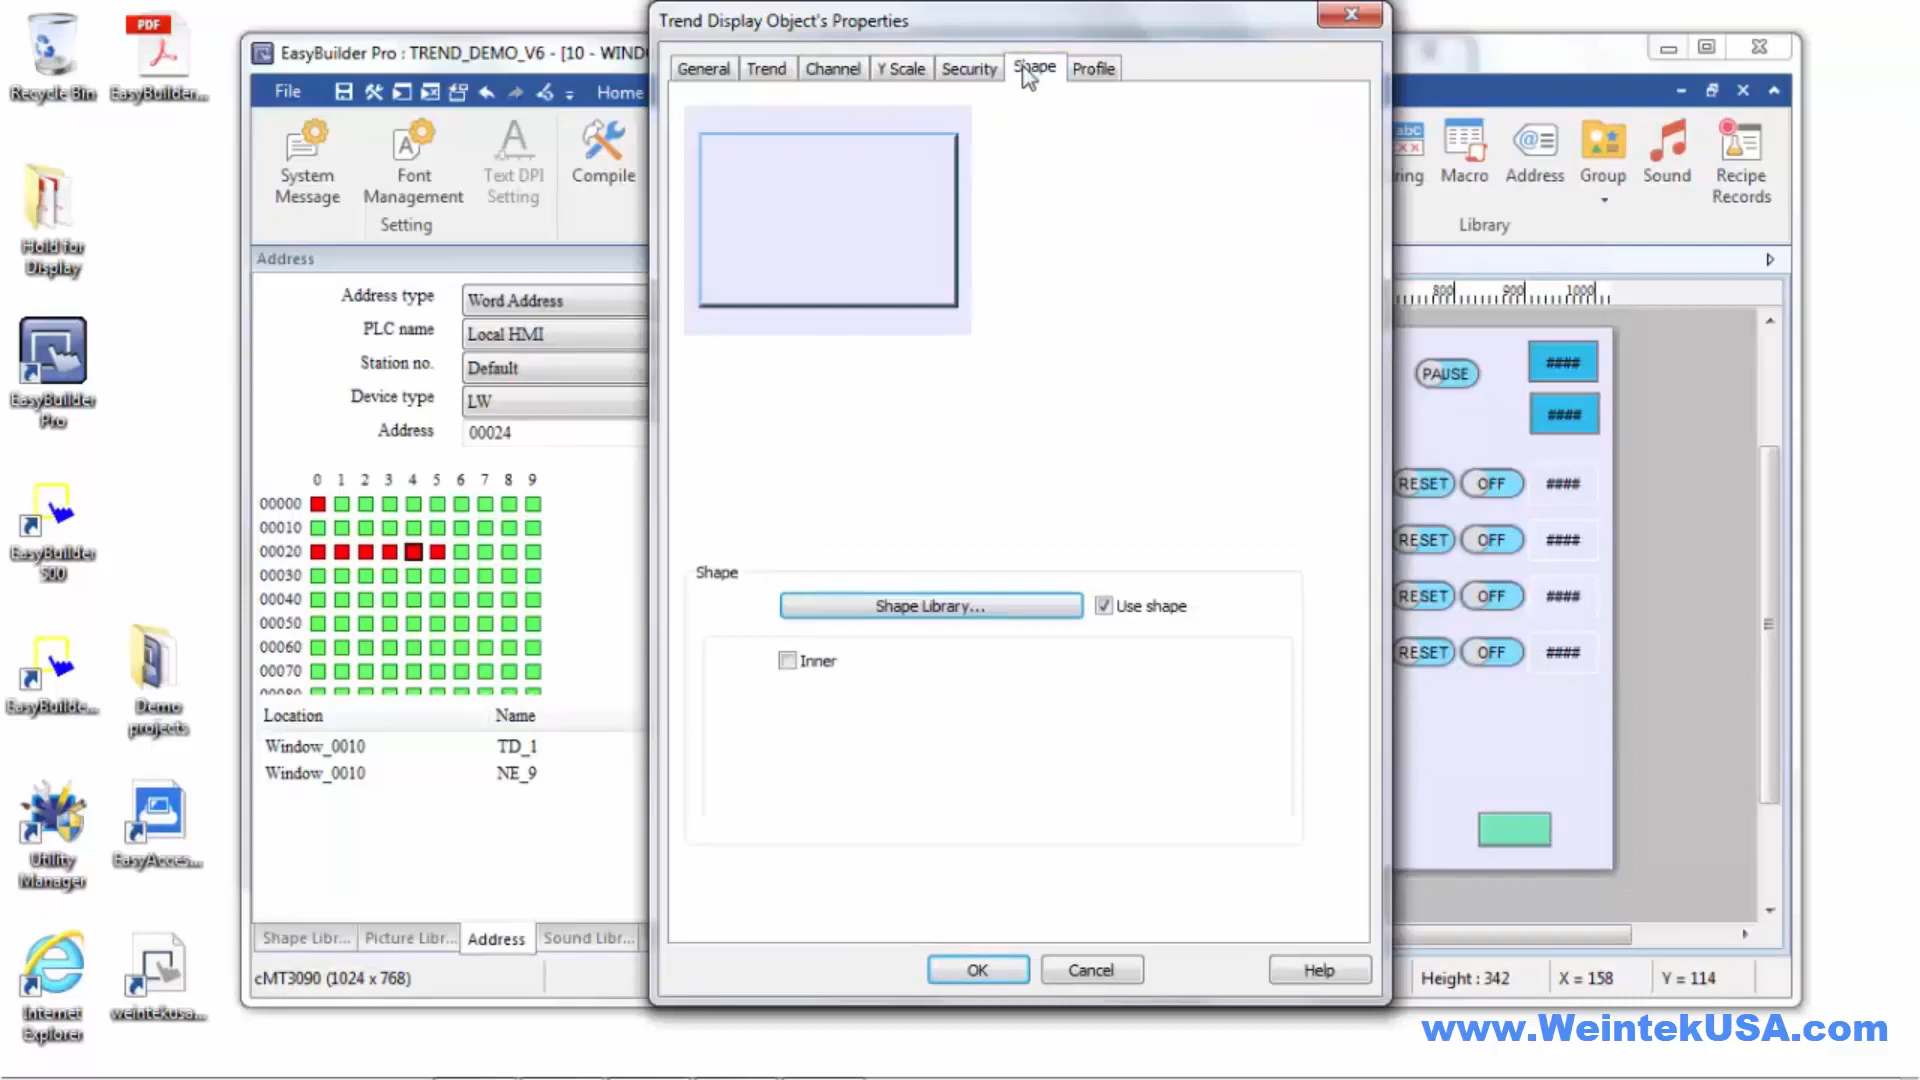 Recycle Bin
PDF
EasyBuilder...
Hold for
Display
EasyBuilder
Pro
EasyBuilder
500
EasyBuilde...
Demo
projects
Utility
Manager
EasyAcces...
Internet
Explorer
weintekusa...
EasyBuilder Pro : TREND_DEMO_V6 - [10 - WINDO
File
Home
System
Message
Font
Management
Text DPI
Setting
Compile
Setting
Address
Address type
Word Address
PLC name
Local HMI
Station no.
Default
Device type
LW
Address
00024
0 1 2 3 4 5 6 7 8 9
00000
00010
00020
00030
00040
00050
00060
00070
00080
Location
Name
Window_0010
TD_1
Window_0010
NE_9
Shape Libr...
Picture Libr...
Address
Sound Libr...
cMT3090 (1024 x 768)
Trend Display Object's Properties
General
Trend
Channel
Y Scale
Security
Shape
Profile
Shape
Shape Library...
Use shape
Inner
OK
Cancel
Help
abc
ring
Macro
Address
Group
Sound
Recipe
Records
Library
800
900
1000
PAUSE
####
####
RESET
OFF
####
RESET
OFF
####
RESET
OFF
####
RESET
OFF
####
Height : 342
X = 158
Y = 114
www.WeintekUSA.com